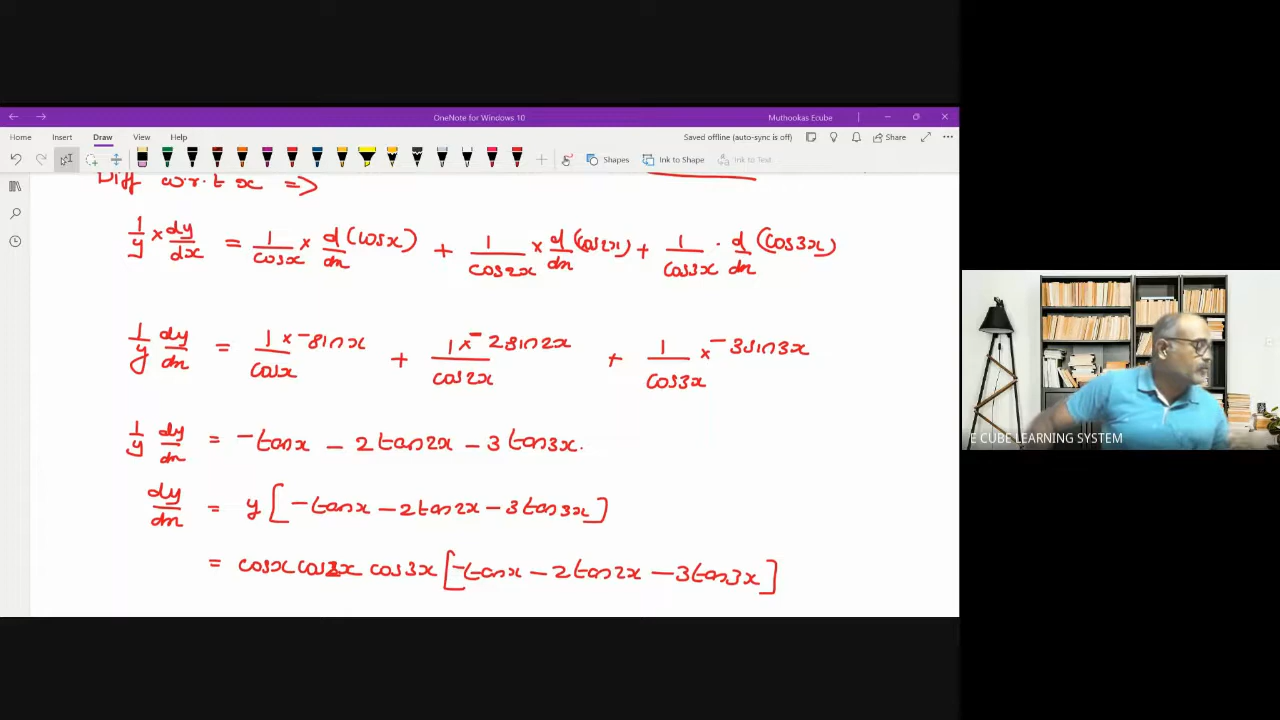 OneNote for Windows 10
Muthookas Ecube
Home Insert Draw View Help
Saved offline (auto-sync is off)
Share
Shapes
Ink to Shape
Ink to Text
Diff w.r.t x =>
1/y × dy/dx = 1/cosx × d/dx (cosx) + 1/cos2x × d/dx (cos2x) + 1/cos3x · d/dx (cos3x)
1/y dy/dx = 1 × -sinx / cosx + 1 × -2sin2x / cos2x + 1/cos3x × -3sin3x
1/y dy/dx = -tanx - 2tan2x - 3tan3x.
dy/dx = y [-tanx - 2tan2x - 3tan3x]
= cosx cos2x cos3x [-tanx - 2tan2x - 3tan3x]
E CUBE LEARNING SYSTEM